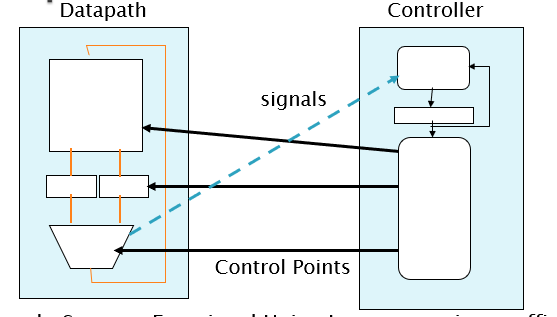 Datapath
Controller
signals
Control Points